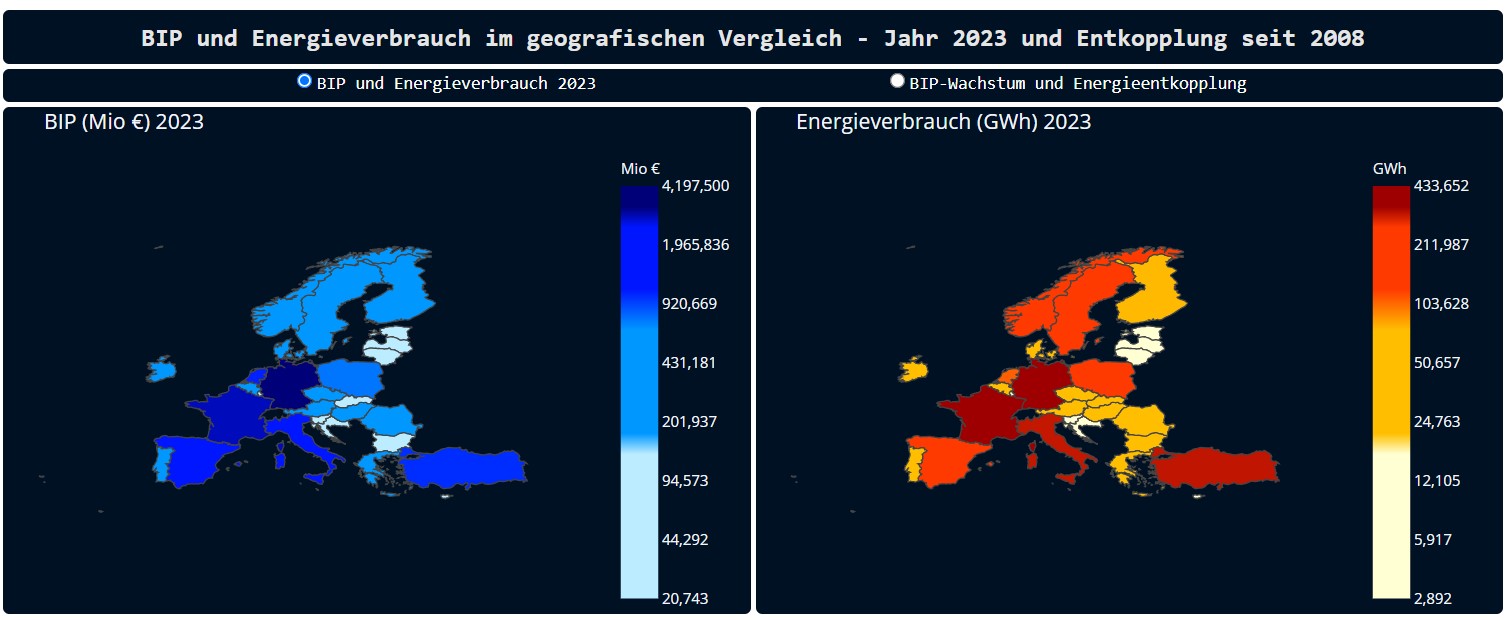 BIP und Energieverbrauch im geografischen Vergleich - Jahr 2023 und Entkopplung seit 2008
BIP und Energieverbrauch 2023
BIP-Wachstum und Energieentkopplung
BIP (Mio €) 2023
Mio €
4,197,500
1,965,836
920,669
431,181
201,937
94,573
44,292
20,743
Energieverbrauch (GWh) 2023
GWh
433,652
211,987
103,628
50,657
24,763
12,105
5,917
2,892